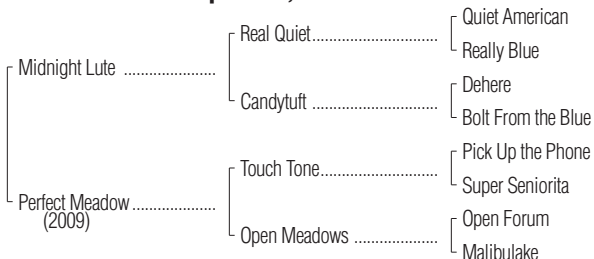 Quiet American
Real Quiet
Really Blue
Midnight Lute
Dehere
Candytuft
Bolt From the Blue
Pick Up the Phone
Touch Tone
Super Seniorita
Perfect Meadow
(2009)
Open Forum
Open Meadows
Malibulake